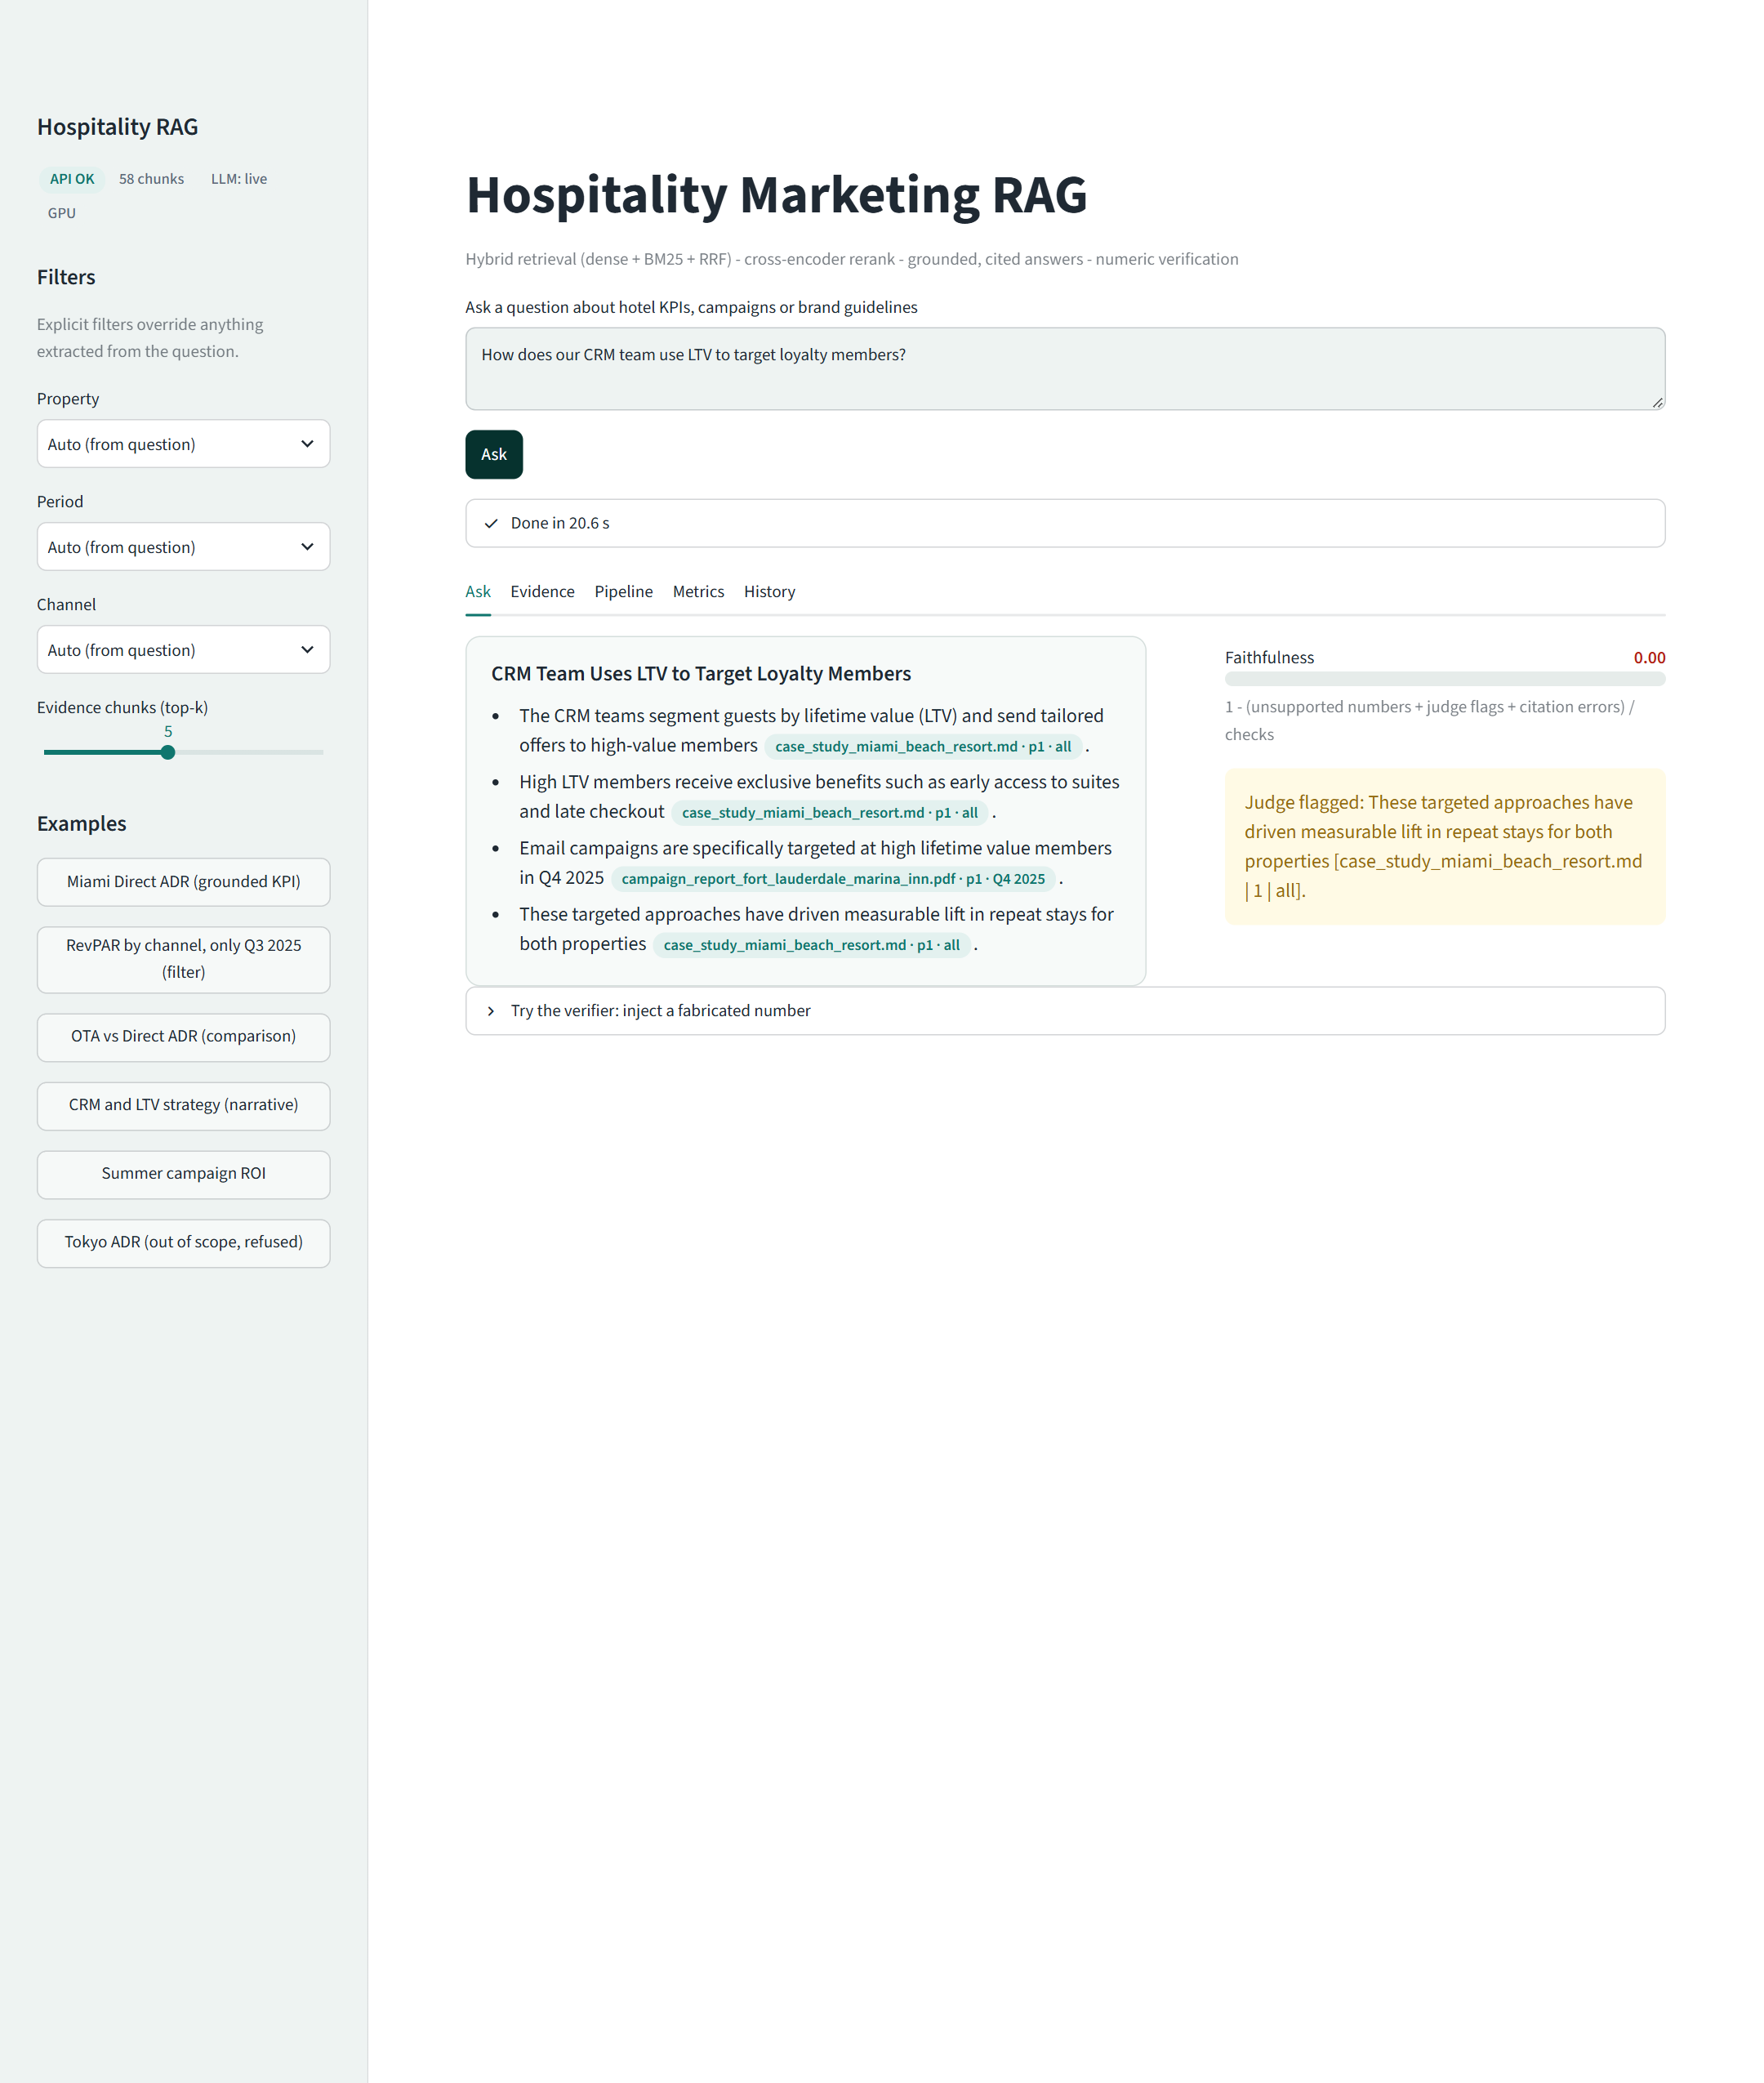 Hospitality RAG
API OK 58 chunks LLM: live
GPU
Filters
Explicit filters override anything
extracted from the question.
Property
Auto (from question)
Period
Auto (from question)
Channel
Auto (from question)
Evidence chunks (top-k)
5
Examples
Miami Direct ADR (grounded KPI)
RevPAR by channel, only Q3 2025
(filter)
OTA vs Direct ADR (comparison)
CRM and LTV strategy (narrative)
Summer campaign ROI
Tokyo ADR (out of scope, refused)
Hospitality Marketing RAG
Hybrid retrieval (dense + BM25 + RRF) - cross-encoder rerank - grounded, cited answers - numeric verification
Ask a question about hotel KPIs, campaigns or brand guidelines
How does our CRM team use LTV to target loyalty members?
Ask
Done in 20.6 s
Ask Evidence Pipeline Metrics History
CRM Team Uses LTV to Target Loyalty Members
• The CRM teams segment guests by lifetime value (LTV) and send tailored
offers to high-value members case_study_miami_beach_resort.md · p1 · all .
• High LTV members receive exclusive benefits such as early access to suites
and late checkout case_study_miami_beach_resort.md · p1 · all .
• Email campaigns are specifically targeted at high lifetime value members
in Q4 2025 campaign_report_fort_lauderdale_marina_inn.pdf · p1 · Q4 2025 .
• These targeted approaches have driven measurable lift in repeat stays for
both properties case_study_miami_beach_resort.md · p1 · all .
Faithfulness 0.00
1 - (unsupported numbers + judge flags + citation errors) /
checks
Judge flagged: These targeted approaches have
driven measurable lift in repeat stays for both
properties [case_study_miami_beach_resort.md
| 1 | all].
Try the verifier: inject a fabricated number